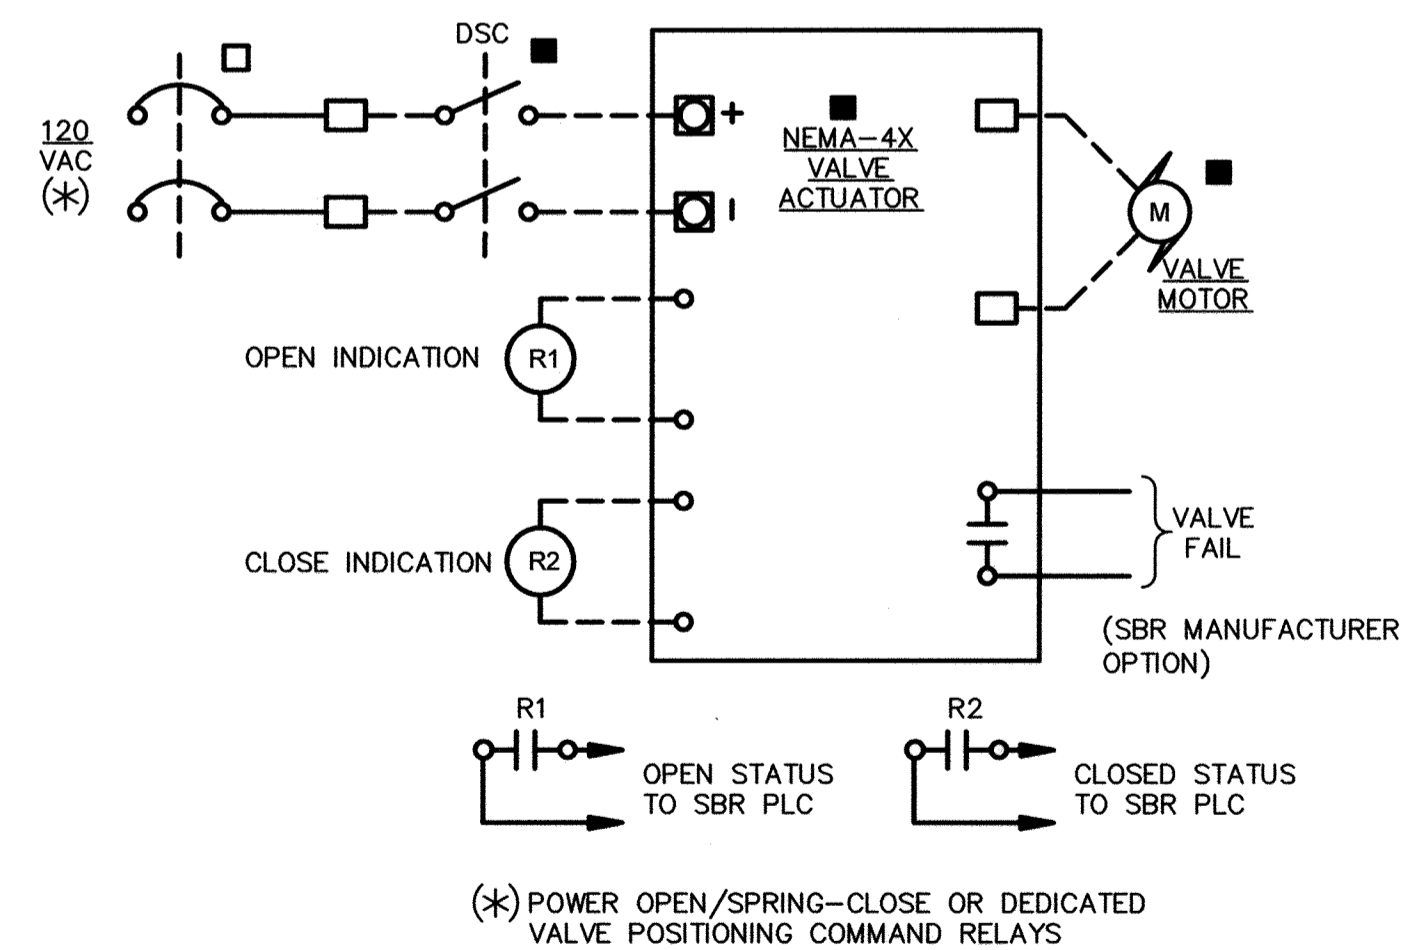 DSC
120
VAC
(*)
+
I
NEMA-4X
VALVE
ACTUATOR
M
VALVE
MOTOR
OPEN INDICATION
R1
CLOSE INDICATION
R2
VALVE
FAIL
(SBR MANUFACTURER
OPTION)
R1
OPEN STATUS
TO SBR PLC
R2
CLOSED STATUS
TO SBR PLC
(*) POWER OPEN/SPRING-CLOSE OR DEDICATED
VALVE POSITIONING COMMAND RELAYS